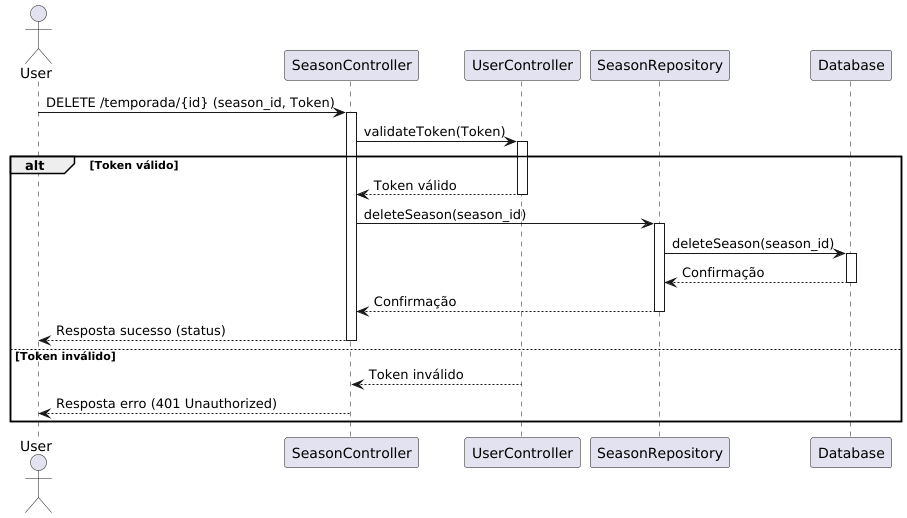 User
SeasonController
UserController
SeasonRepository
Database
DELETE /temporada/{id} (season_id, Token)
validateToken(Token)
alt
[Token válido]
Token válido
deleteSeason(season_id)
deleteSeason(season_id)
Confirmação
Confirmação
Resposta sucesso (status)
[Token inválido]
Token inválido
Resposta erro (401 Unauthorized)
User
SeasonController
UserController
SeasonRepository
Database